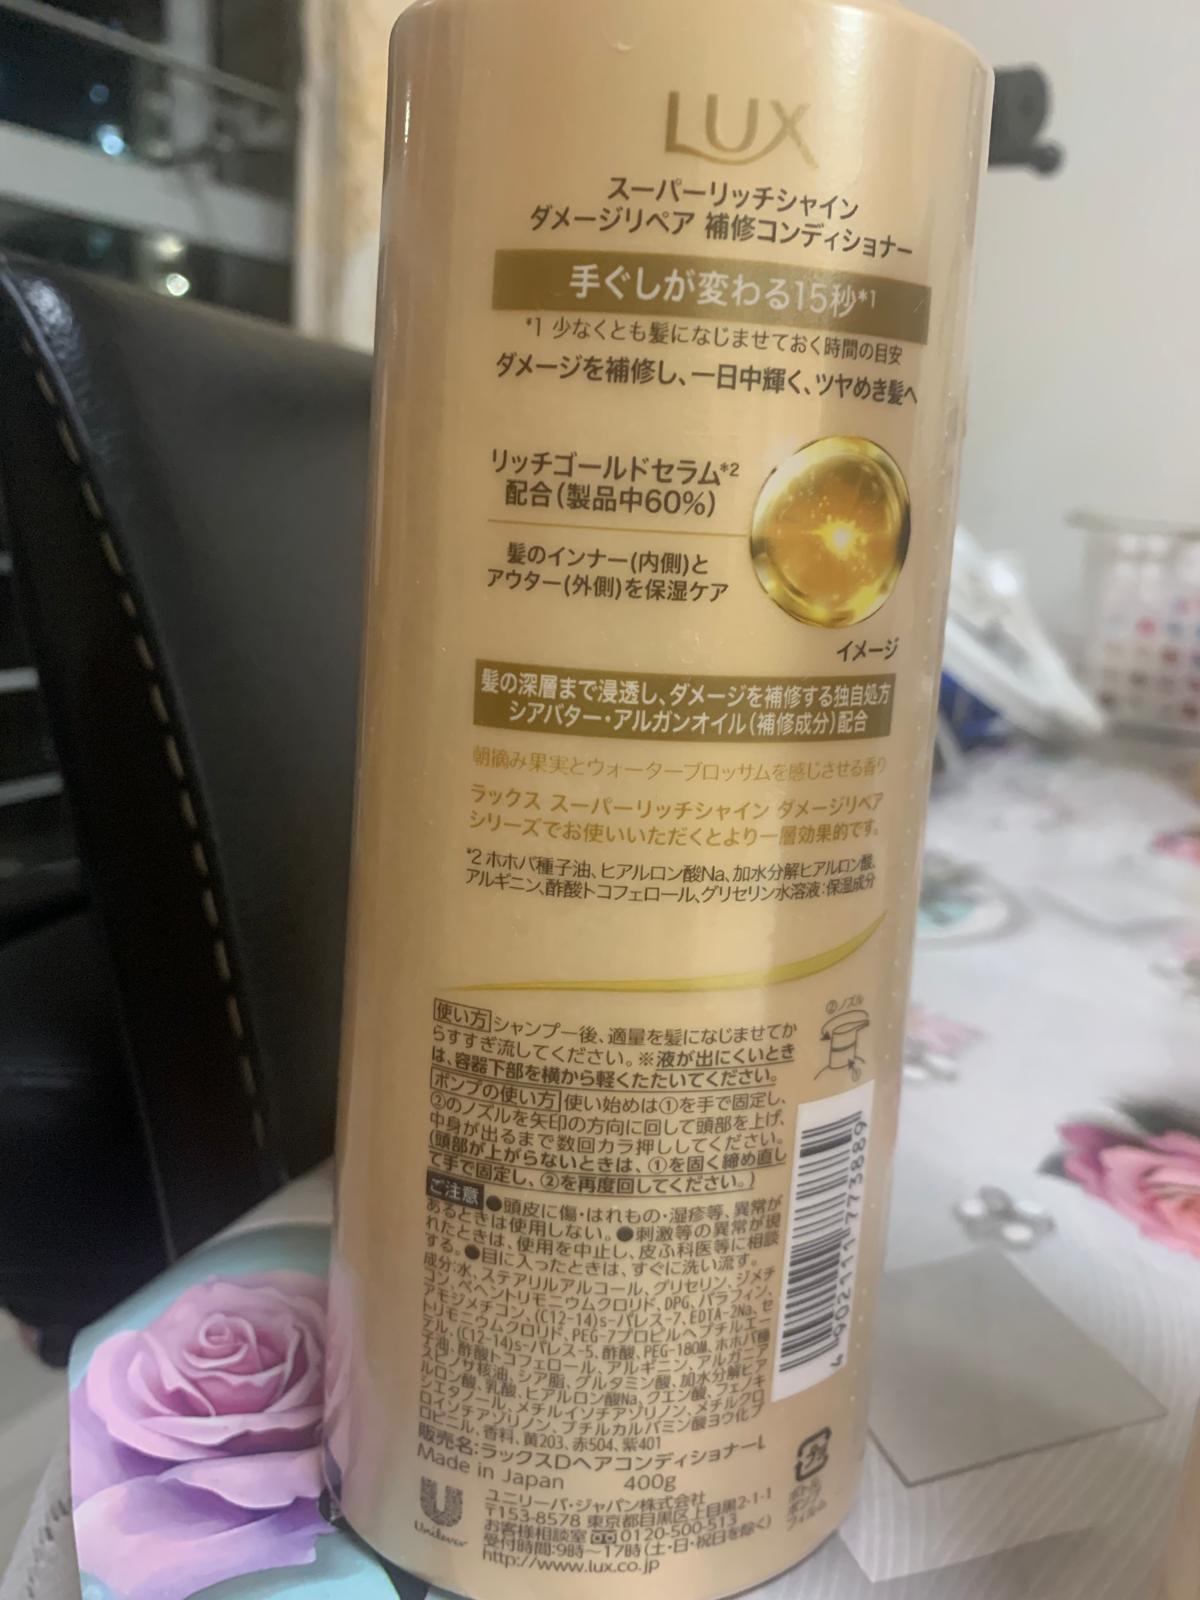 LUX
スーパーリッチシャイン
ダメージリペア 補修コンディショナー
手ぐしが変わる15秒*1
*1 少なくとも髪になじませておく時間の目安
ダメージを補修し、一日中輝く、ツヤめき髪へ
リッチゴールドセラム*2
配合(製品中60%)
髪のインナー(内側)と
アウター(外側)を保湿ケア
イメージ
髪の深層まで浸透し、ダメージを補修する独自処方
シアバター・アルガンオイル(補修成分)配合
朝摘み果実とウォーターブロッサムを感じさせる香り
ラックス スーパーリッチシャイン ダメージリペア
シリーズでお使いいただくとより一層効果的です。
*2 ホホバ種子油、ヒアルロン酸Na、加水分解ヒアルロン酸、
アルギニン、酢酸トコフェロール、グリセリン水溶液:保湿成分
使い方 シャンプー後、適量を髪になじませてか
らすすぎ流してください。※液が出にくいとき
は、容器下部を横から軽くたたいてください。
ポンプの使い方 使い始めは①を手で固定し、
②のノズルを矢印の方向に回して頭部を上げ、
中身が出るまで数回カラ押ししてください。
(頭部が上がらないときは、①を固く締め直し
て手で固定し、②を再度回してください。)
②ノズル
①
ご注意 ●頭皮に傷・はれもの・湿疹等、異常が
あるときは使用しない。●刺激等の異常が現
れたときは、使用を中止し、皮ふ科医等に相談
する。●目に入ったときは、すぐに洗い流す。
成分:水、ステアリルアルコール、グリセリン、ジメチ
コン、ベヘントリモニウムクロリド、DPG、パラフィン、
アモジメチコン、(C12-14)s-パレス-7、EDTA-2Na、セ
トリモニウムクロリド、PEG-7プロピルヘプチルエー
テル、(C12-14)s-パレス-5、酢酸、PEG-180M、ホホバ種
子油、酢酸トコフェロール、アルギニン、アルガニア
スピノサ核油、シア脂、グルタミン酸、加水分解ヒア
ルロン酸、乳酸、ヒアルロン酸Na、クエン酸、フェノキ
シエタノール、メチルイソチアゾリノン、メチルクロ
ロイソチアゾリノン、ブチルカルバミン酸ヨウ化プ
ロピニル、香料、黄203、赤504、紫401
販売名:ラックスDヘアコンディショナーL
Made in Japan 400g
4902111773889
Unilever
ユニリーバ・ジャパン株式会社
〒153-8578 東京都目黒区上目黒2-1-1
お客様相談室 0120-500-513
受付時間:9時～17時(土・日・祝日を除く)
http://www.lux.co.jp
プラ
ボトル
ポンプ
フィルム